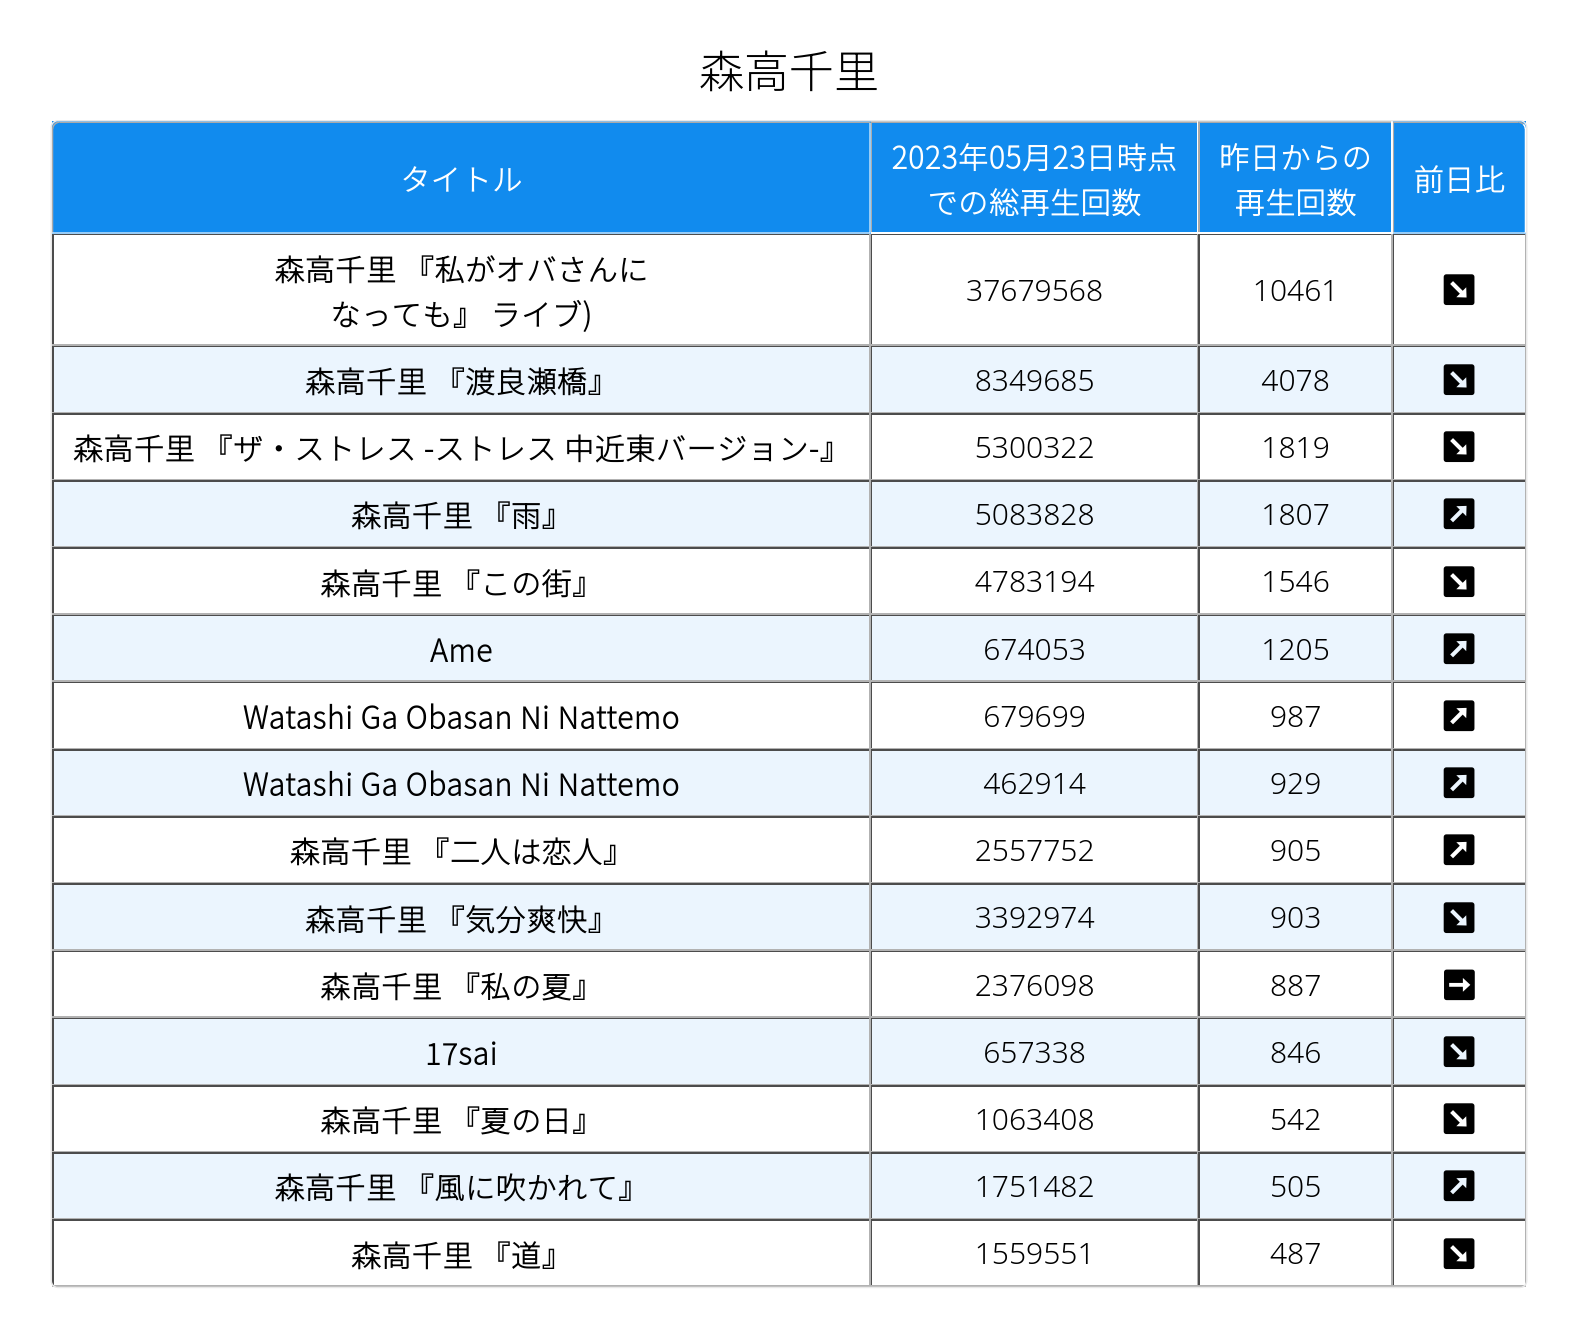 森高千里
タイトル
2023年05月23日時点
での総再生回数
昨日からの
再生回数
前日比
森高千里 『私がオバさんに
なっても』 ライブ)
37679568
10461
森高千里 『渡良瀬橋』
8349685
4078
森高千里 『ザ・ストレス -ストレス 中近東バージョン-』
5300322
1819
森高千里 『雨』
5083828
1807
森高千里 『この街』
4783194
1546
Ame
674053
1205
Watashi Ga Obasan Ni Nattemo
679699
987
Watashi Ga Obasan Ni Nattemo
462914
929
森高千里 『二人は恋人』
2557752
905
森高千里 『気分爽快』
3392974
903
森高千里 『私の夏』
2376098
887
17sai
657338
846
森高千里 『夏の日』
1063408
542
森高千里 『風に吹かれて』
1751482
505
森高千里 『道』
1559551
487